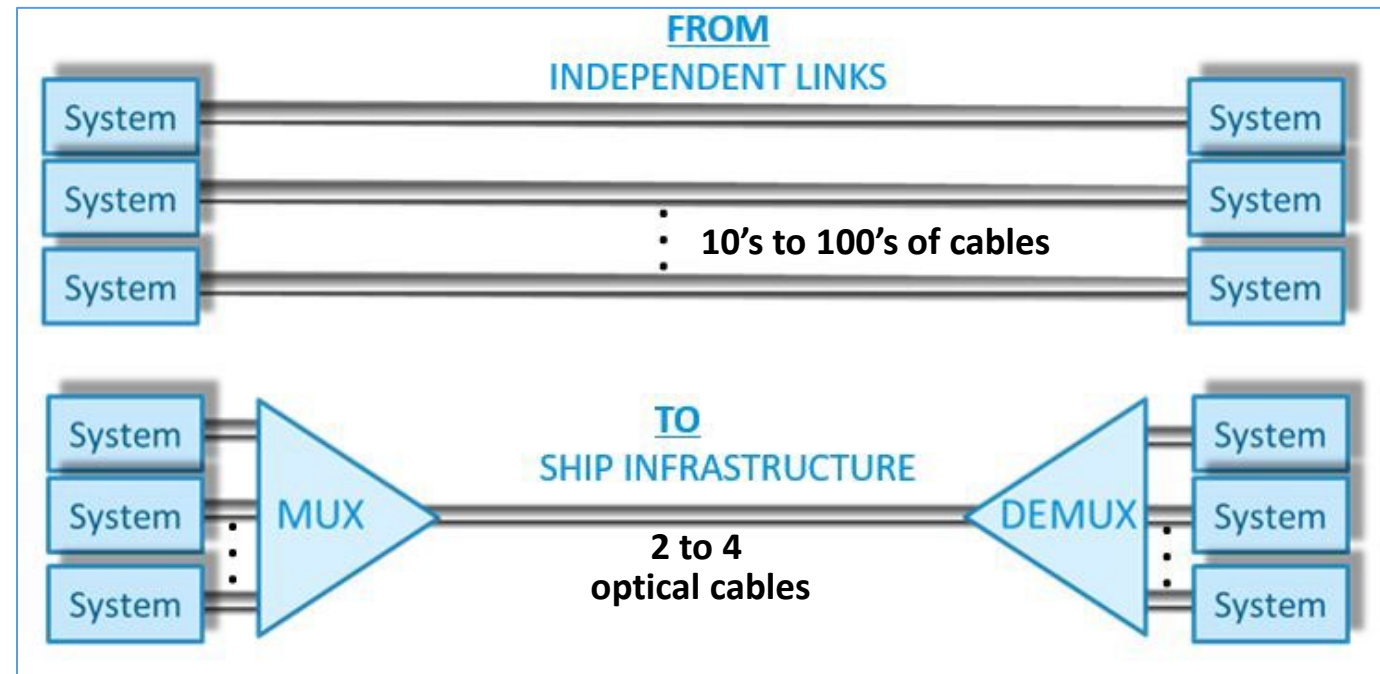 FROM
INDEPENDENT LINKS
System
System
System
System
10’s to 100’s of cables
System
System
TO
SHIP INFRASTRUCTURE
System
System
System
MUX
DEMUX
System
System
System
2 to 4
optical cables